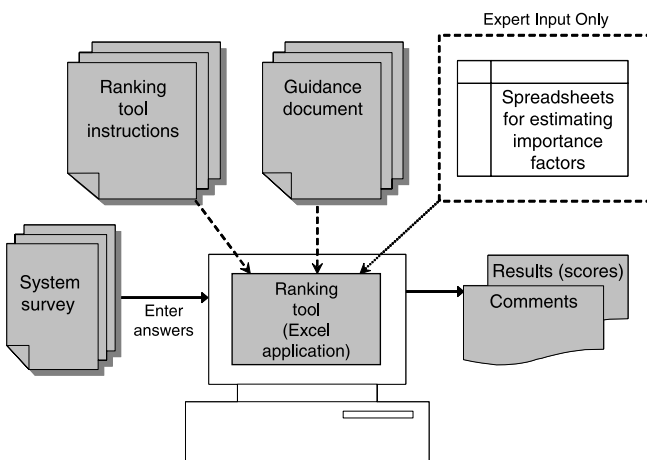 Expert Input Only
Ranking
tool
instructions
Guidance
document
Spreadsheets
for estimating
importance
factors
System
survey
Enter
answers
Ranking
tool
(Excel
application)
Results (scores)
Comments